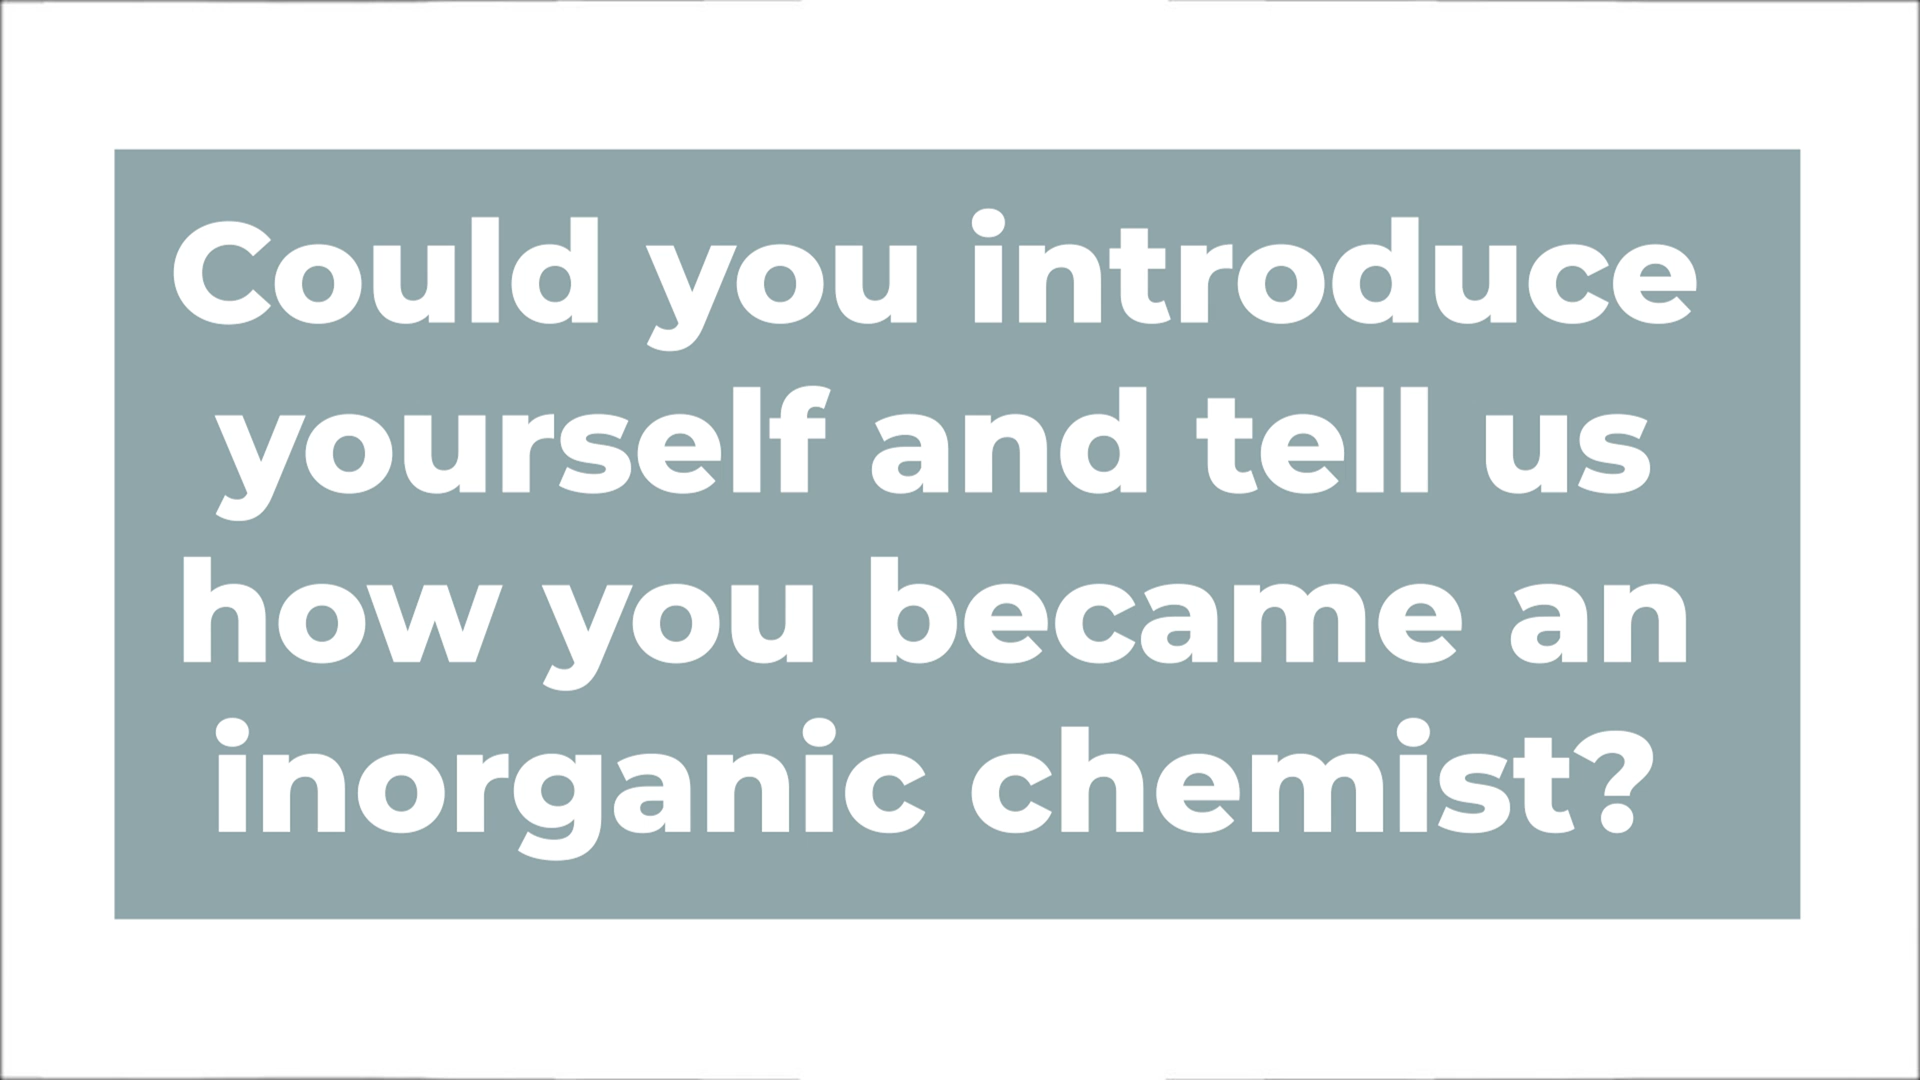 Could you introduce
yourself and tell us
how you became an
inorganic chemist?